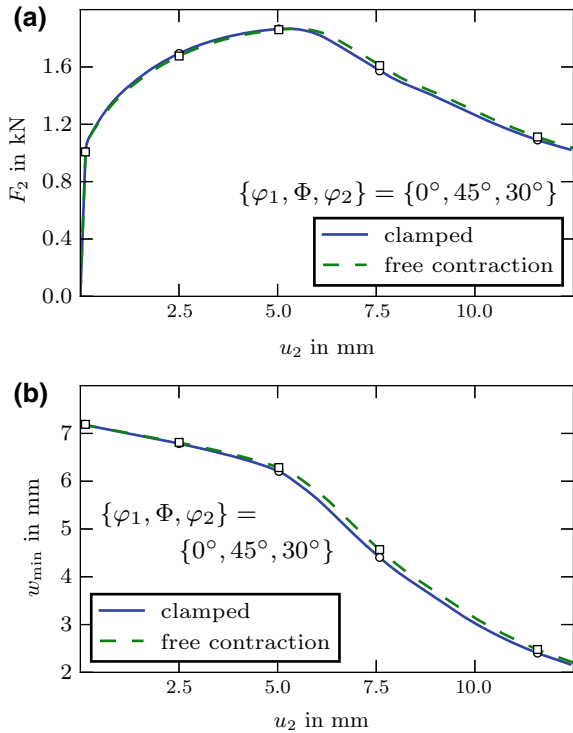 (a)
1.6
1.2
0.8
0.4
0.0
F₂ in kN
{φ₁, Φ, φ₂} = {0°, 45°, 30°}
clamped
free contraction
2.5
5.0
7.5
10.0
u₂ in mm
(b)
7
6
5
4
3
2
w_min in mm
{φ₁, Φ, φ₂} =
{0°, 45°, 30°}
clamped
free contraction
2.5
5.0
7.5
10.0
u₂ in mm